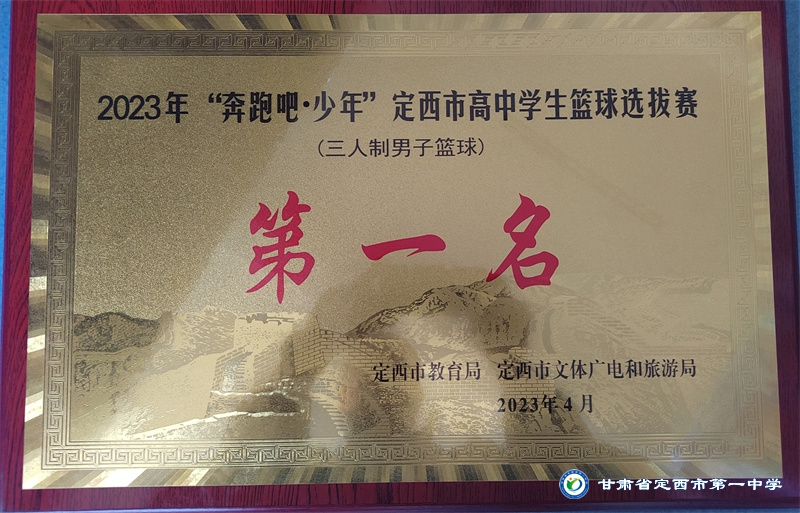 2023年“奔跑吧·少年”定西市高中学生篮球选拔赛
(三人制男子篮球)
第一名
定西市教育局 定西市文体广电和旅游局
2023年4月
甘肃省定西市第一中学